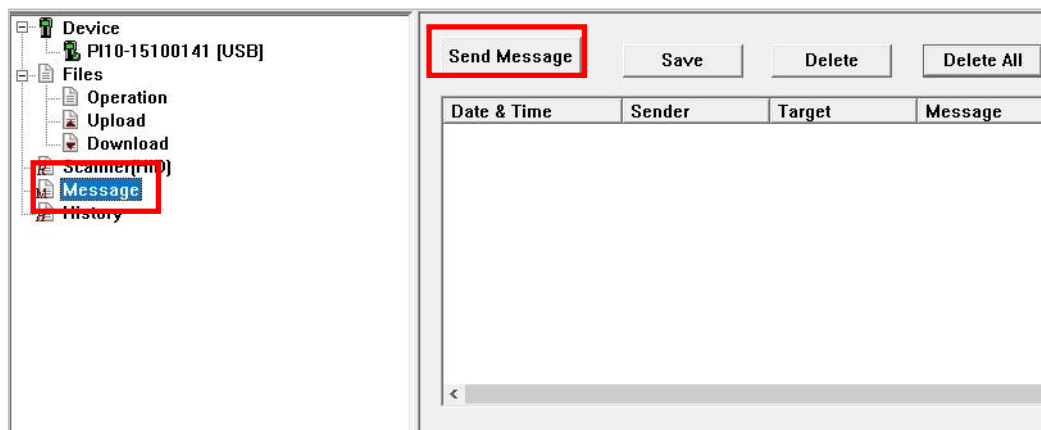 Device
PI10-15100141 [USB]
Files
Operation
Upload
Download
Scanner(HID)
Message
History
Send Message Save Delete Delete All
Date & Time Sender Target Message